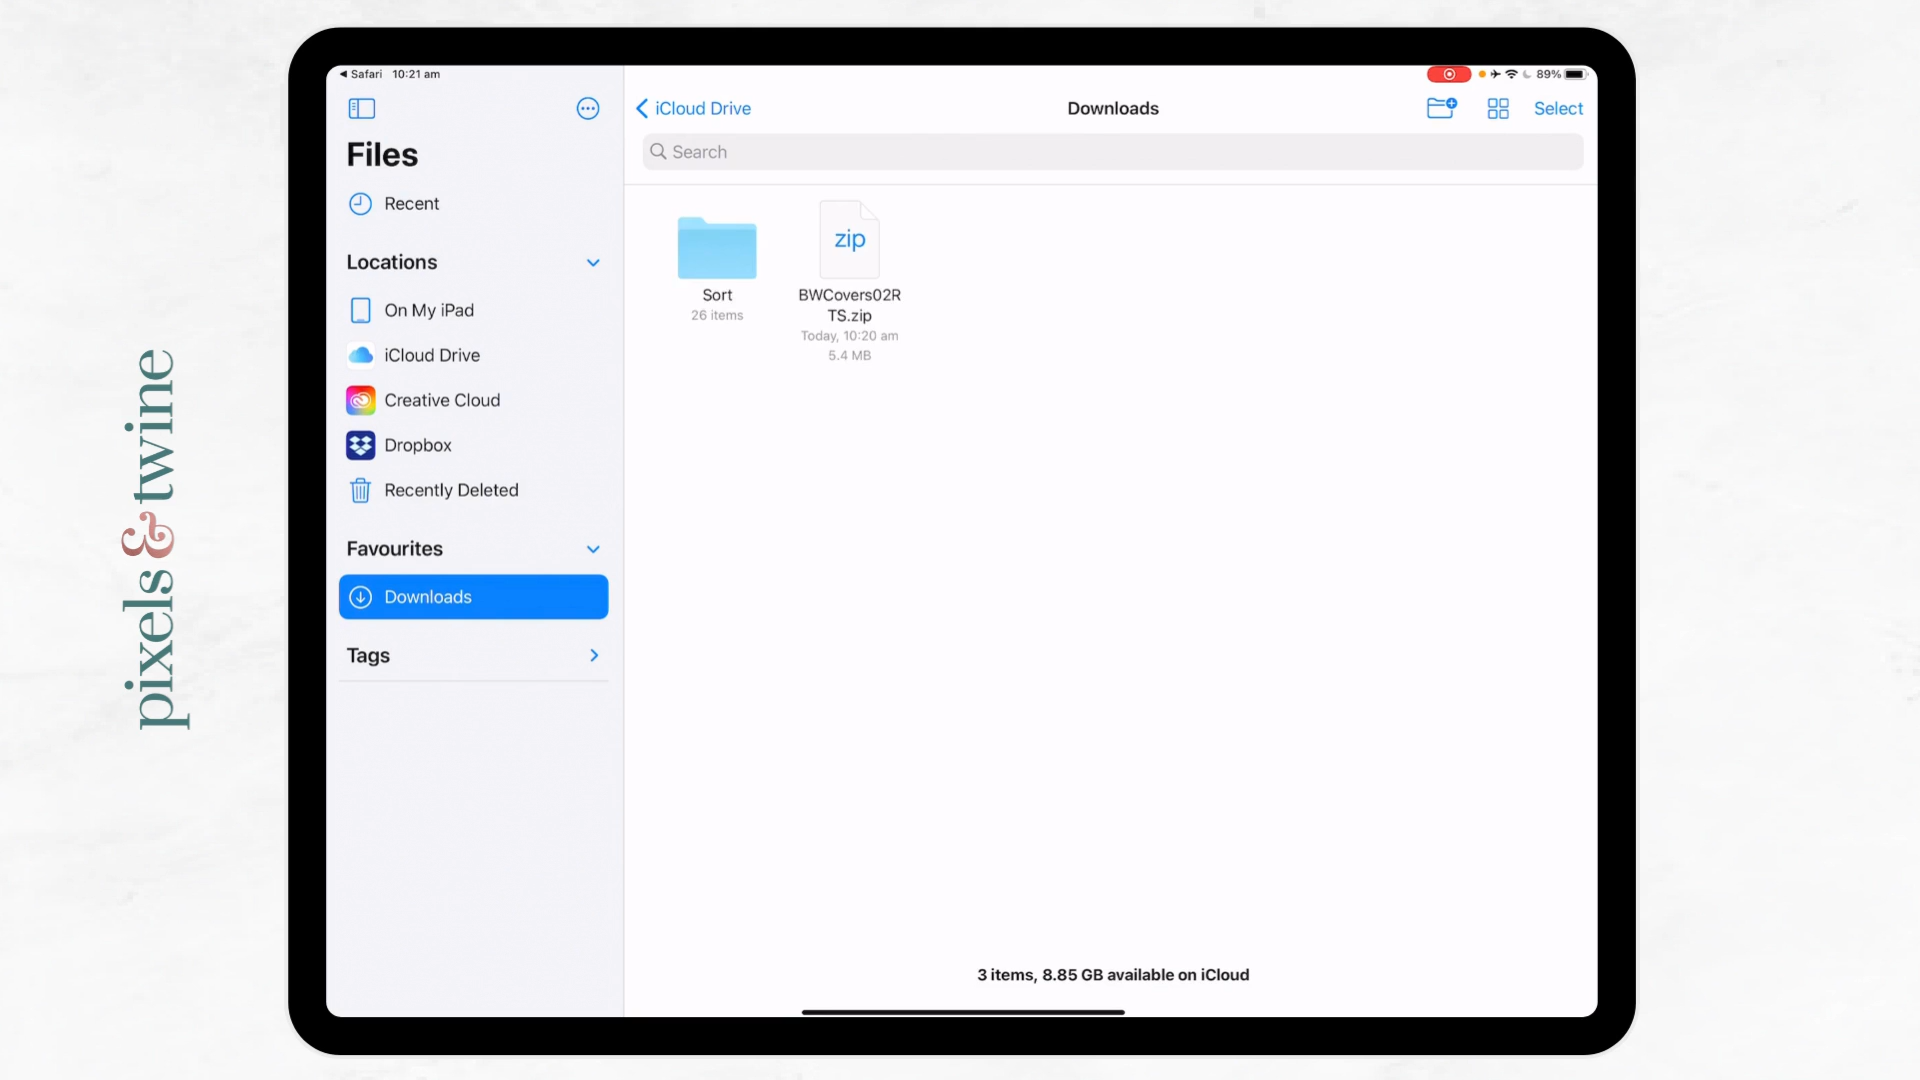 Safari 10:21 am
89%
Files
Recent
Locations
On My iPad
iCloud Drive
Creative Cloud
Dropbox
Recently Deleted
Favourites
Downloads
Tags
iCloud Drive
Downloads
Select
Search
Sort
26 items
zip
BWCovers02R
TS.zip
Today, 10:20 am
5.4 MB
3 items, 8.85 GB available on iCloud
pixels & twine